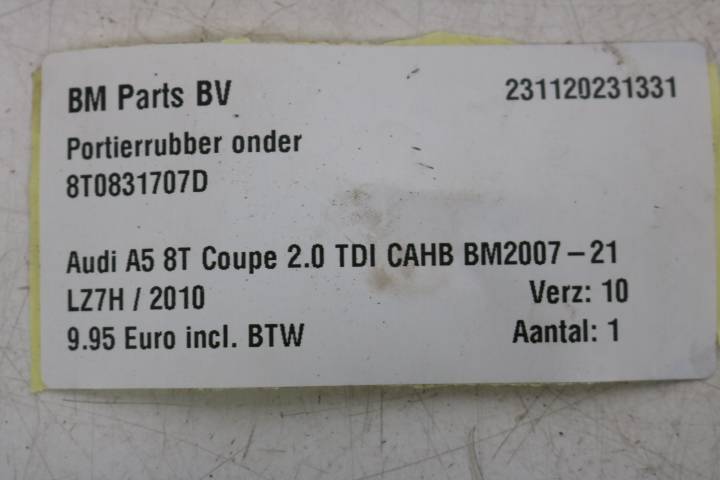 BM Parts BV 231120231331
Portierrubber onder
8T0831707D
Audi A5 8T Coupe 2.0 TDI CAHB BM2007-21
LZ7H / 2010 Verz: 10
9.95 Euro incl. BTW Aantal: 1